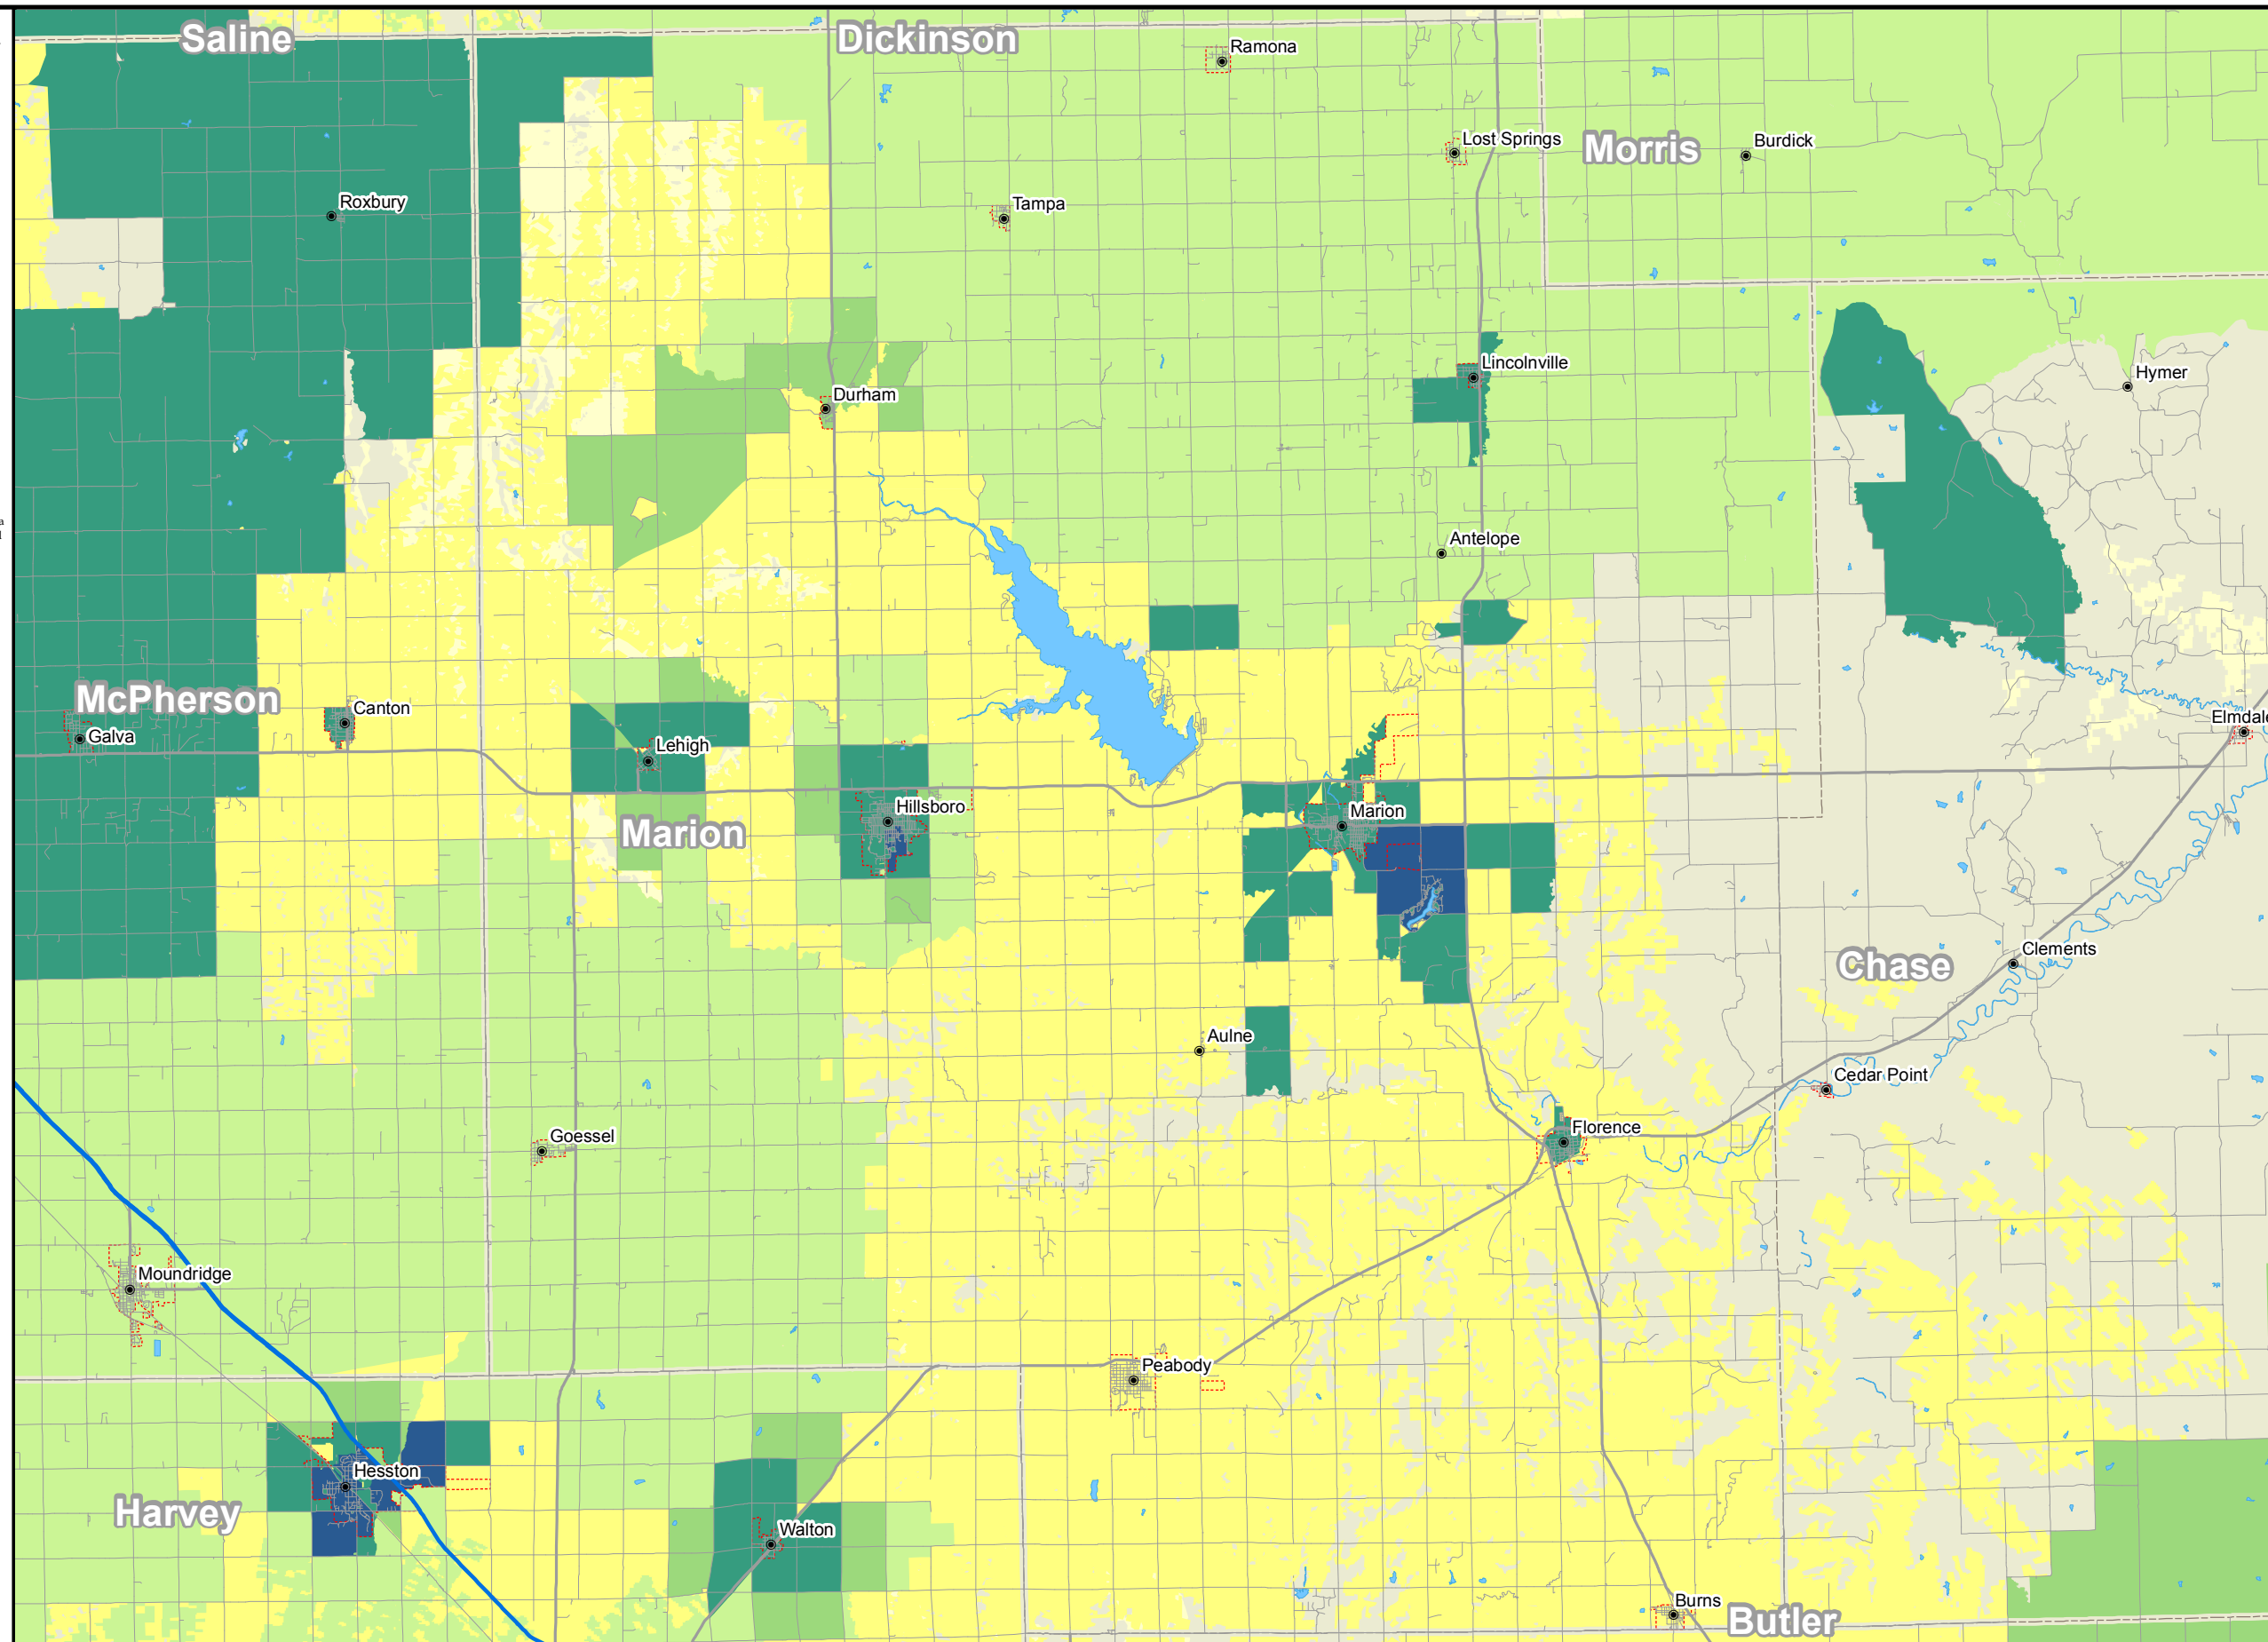 Saline
Dickinson
Ramona
Lost Springs
Morris
Burdick
Roxbury
Tampa
Lincolnville
Hymer
Durham
a
Antelope
McPherson
Canton
Galva
Lehigh
Elmdale
Marion
Hillsboro
Marion
Chase
Clements
Aulne
Cedar Point
Florence
Goessel
Moundridge
Peabody
Hesston
Harvey
Walton
Burns
Butler